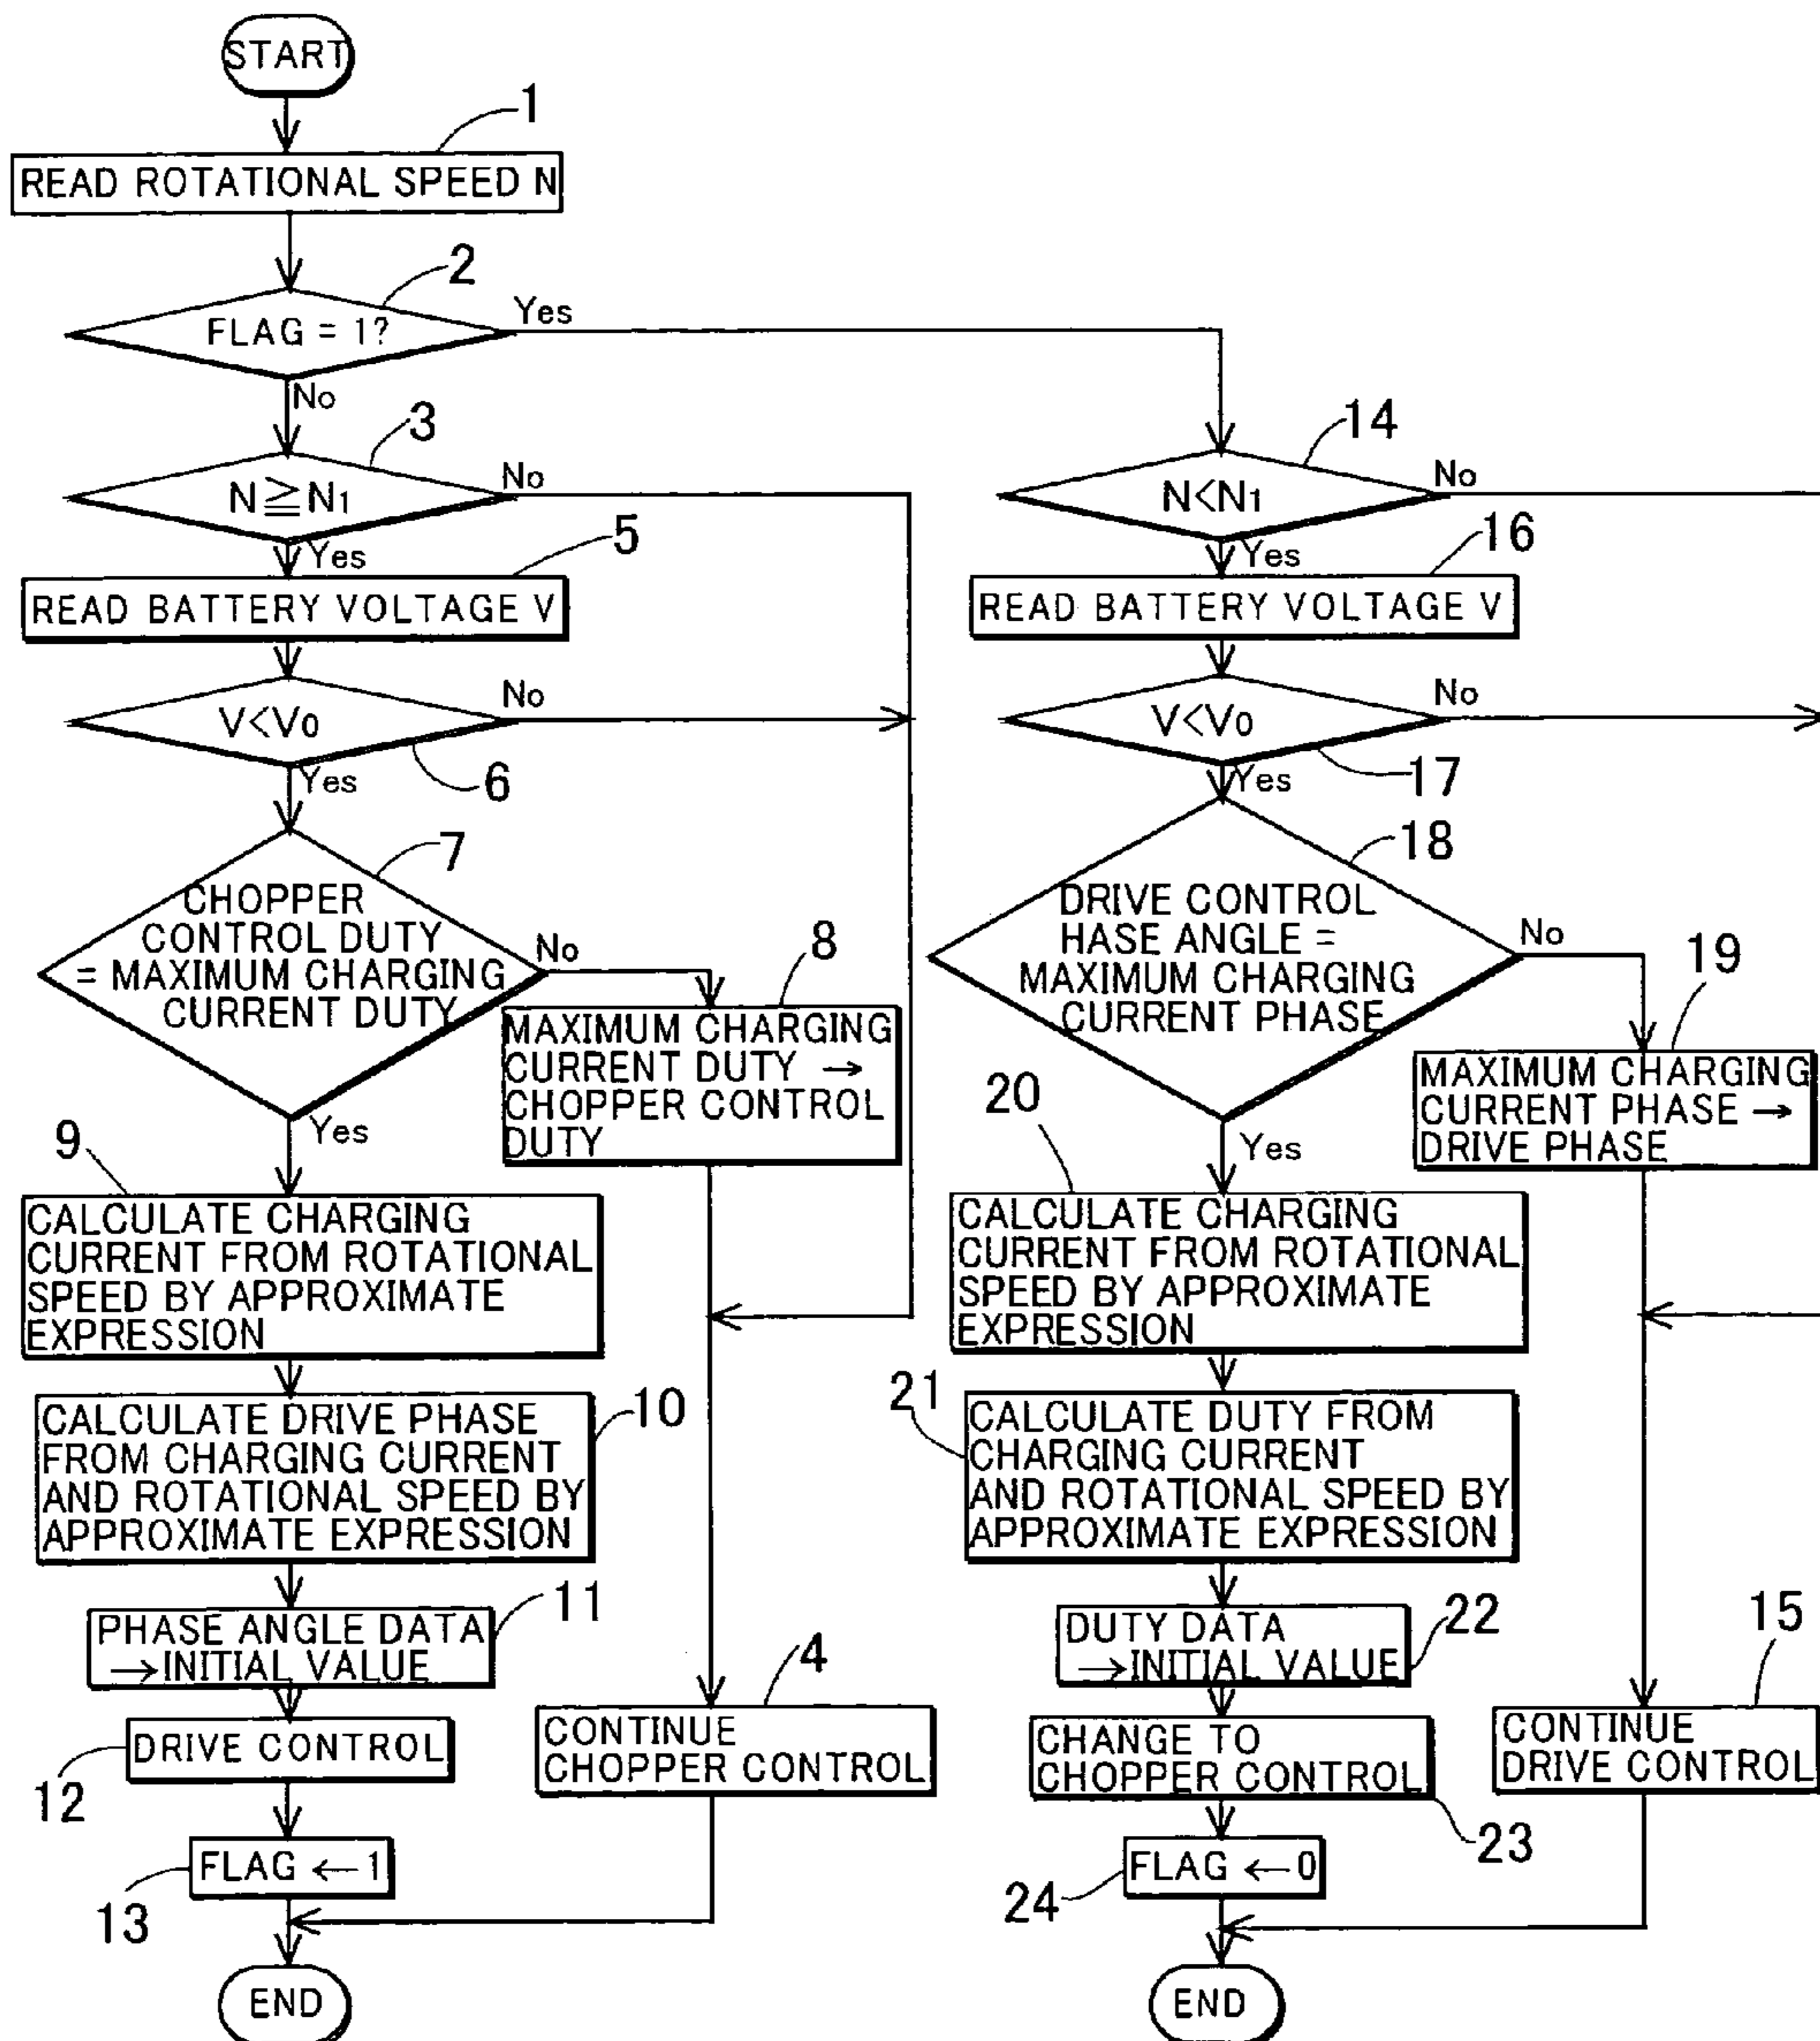 START
1
READ ROTATIONAL SPEED N
2
FLAG = 1?
Yes
No
3
N≧N1
No
Yes
5
READ BATTERY VOLTAGE V
V<V0
No
6
Yes
7
CHOPPER
CONTROL DUTY
= MAXIMUM CHARGING
CURRENT DUTY
No
8
MAXIMUM CHARGING
CURRENT DUTY →
CHOPPER CONTROL
DUTY
Yes
9
CALCULATE CHARGING
CURRENT FROM ROTATIONAL
SPEED BY APPROXIMATE
EXPRESSION
CALCULATE DRIVE PHASE
FROM CHARGING CURRENT
AND ROTATIONAL SPEED BY
APPROXIMATE EXPRESSION
10
PHASE ANGLE DATA
→INITIAL VALUE
11
DRIVE CONTROL
12
4
CONTINUE
CHOPPER CONTROL
FLAG ←1
13
END
14
N<N1
No
Yes
16
READ BATTERY VOLTAGE V
V<V0
No
17
Yes
18
DRIVE CONTROL
HASE ANGLE =
MAXIMUM CHARGING
CURRENT PHASE
No
19
MAXIMUM CHARGING
CURRENT PHASE →
DRIVE PHASE
Yes
20
CALCULATE CHARGING
CURRENT FROM ROTATIONAL
SPEED BY APPROXIMATE
EXPRESSION
21
CALCULATE DUTY FROM
CHARGING CURRENT
AND ROTATIONAL SPEED BY
APPROXIMATE EXPRESSION
DUTY DATA
→INITIAL VALUE
22
CHANGE TO
CHOPPER CONTROL
23
15
CONTINUE
DRIVE CONTROL
FLAG ←0
24
END